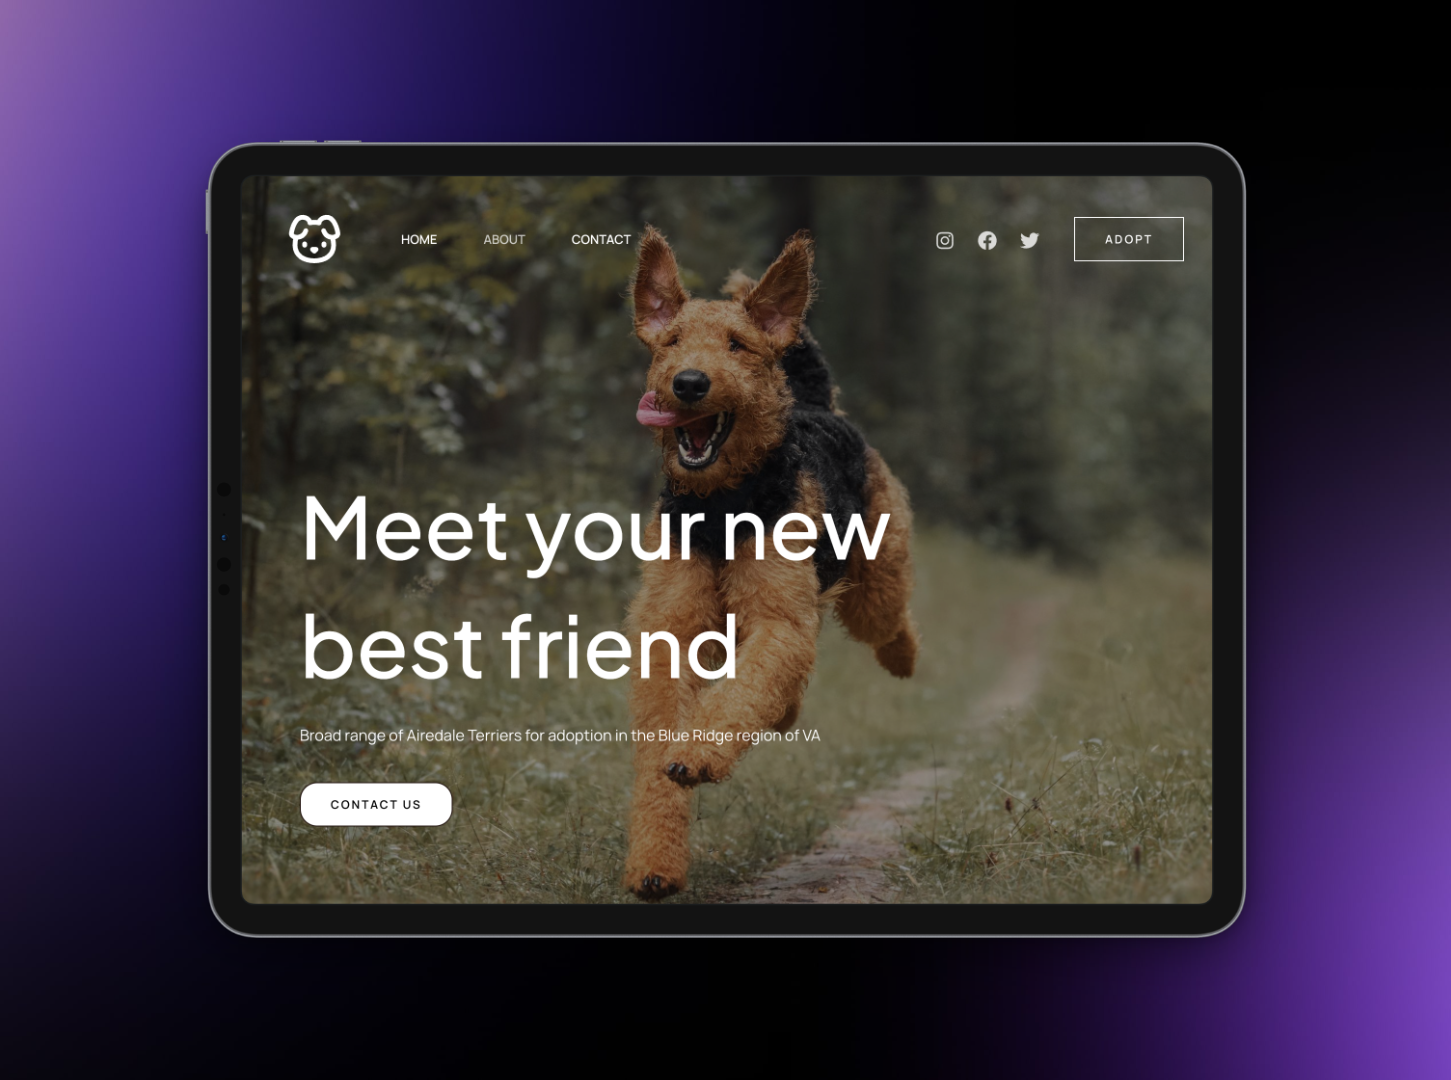 HOME ABOUT CONTACT ADOPT
Meet your new
best friend
Broad range of Airedale Terriers for adoption in the Blue Ridge region of VA
CONTACT US